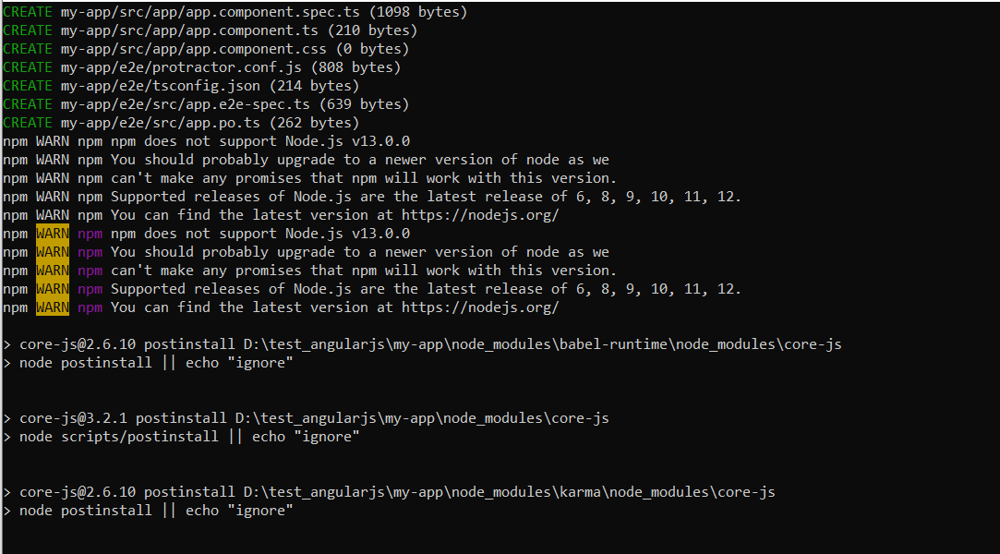 CREATE my-app/src/app/app.component.spec.ts (1098 bytes)
CREATE my-app/src/app/app.component.ts (210 bytes)
CREATE my-app/src/app/app.component.css (0 bytes)
CREATE my-app/e2e/protractor.conf.js (808 bytes)
CREATE my-app/e2e/tsconfig.json (214 bytes)
CREATE my-app/e2e/src/app.e2e-spec.ts (639 bytes)
CREATE my-app/e2e/src/app.po.ts (262 bytes)
npm WARN npm npm does not support Node.js v13.0.0
npm WARN npm You should probably upgrade to a newer version of node as we
npm WARN npm can't make any promises that npm will work with this version.
npm WARN npm Supported releases of Node.js are the latest release of 6, 8, 9, 10, 11, 12.
npm WARN npm You can find the latest version at https://nodejs.org/
npm WARN npm npm does not support Node.js v13.0.0
npm WARN npm You should probably upgrade to a newer version of node as we
npm WARN npm can't make any promises that npm will work with this version.
npm WARN npm Supported releases of Node.js are the latest release of 6, 8, 9, 10, 11, 12.
npm WARN npm You can find the latest version at https://nodejs.org/
> core-js@2.6.10 postinstall D:\test_angularjs\my-app\node_modules\babel-runtime\node_modules\core-js
> node postinstall || echo "ignore"
> core-js@3.2.1 postinstall D:\test_angularjs\my-app\node_modules\core-js
> node scripts/postinstall || echo "ignore"
> core-js@2.6.10 postinstall D:\test_angularjs\my-app\node_modules\karma\node_modules\core-js
> node postinstall || echo "ignore"